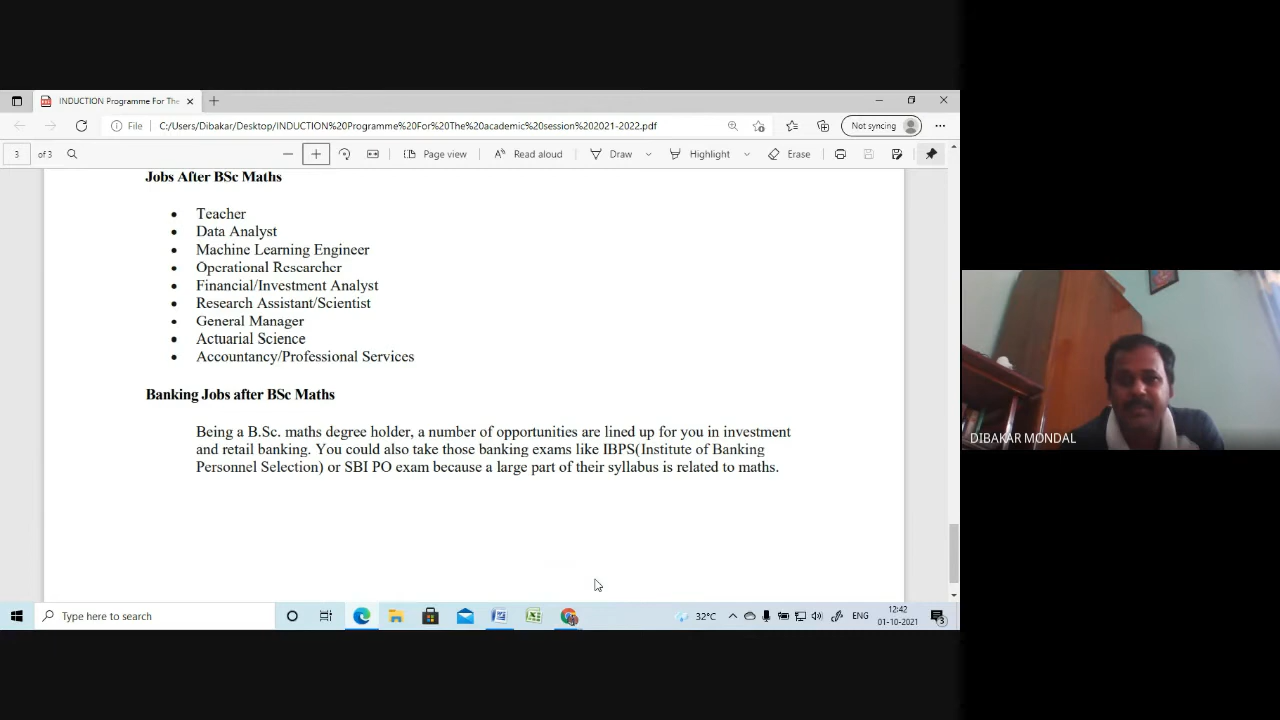 INDUCTION Programme For The
File
C:/Users/Dibakar/Desktop/INDUCTION%20Programme%20For%20The%20academic%20session%202021-2022.pdf
Not syncing
3
of 3
Page view
Read aloud
Draw
Highlight
Erase
Jobs After BSc Maths
• Teacher
• Data Analyst
• Machine Learning Engineer
• Operational Researcher
• Financial/Investment Analyst
• Research Assistant/Scientist
• General Manager
• Actuarial Science
• Accountancy/Professional Services
Banking Jobs after BSc Maths
Being a B.Sc. maths degree holder, a number of opportunities are lined up for you in investment
and retail banking. You could also take those banking exams like IBPS(Institute of Banking
Personnel Selection) or SBI PO exam because a large part of their syllabus is related to maths.
DIBAKAR MONDAL
Type here to search
32°C
ENG
12:42
01-10-2021
3